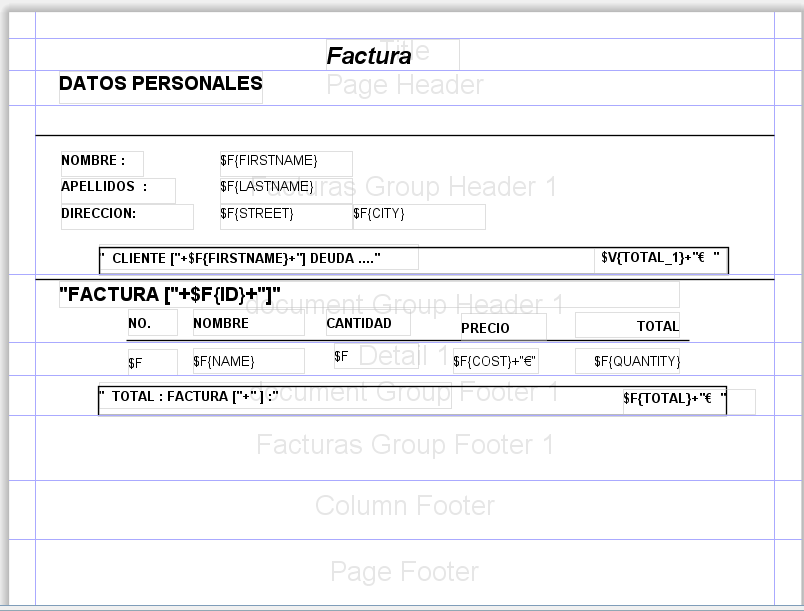 Title
Factura
Page Header
DATOS PERSONALES
NOMBRE : $F{FIRSTNAME}
APELLIDOS : $F{LASTNAME}
Facturas Group Header 1
DIRECCION: $F{STREET} $F{CITY}
" CLIENTE ["+$F{FIRSTNAME}+"] DEUDA ...." $V{TOTAL_1}+"€ "
"FACTURA ["+$F{ID}+"]"
document Group Header 1
NO. NOMBRE CANTIDAD PRECIO TOTAL
Detail 1
$F $F{NAME} $F $F{COST}+"€" $F{QUANTITY}
document Group Footer 1
" TOTAL : FACTURA ["+" ] :" $F{TOTAL}+"€ "
Facturas Group Footer 1
Column Footer
Page Footer